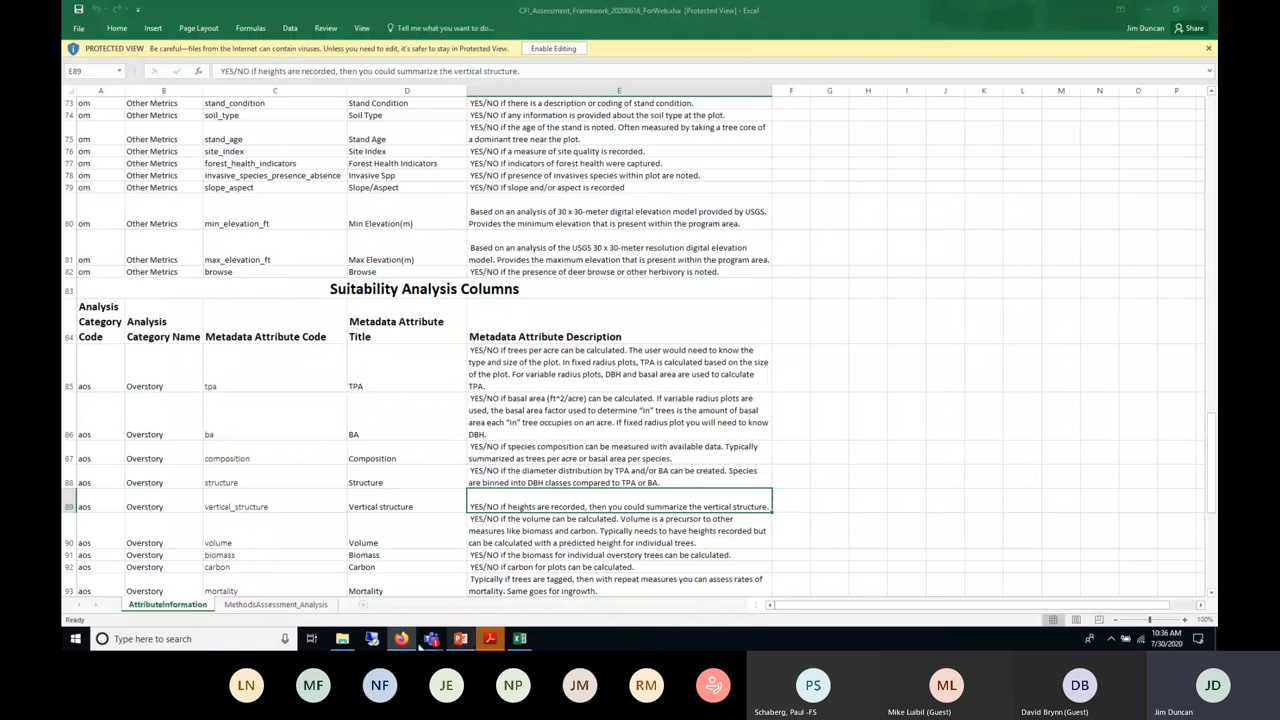 CFI_Assessment_Framework_20200616_ForWeb.xlsx [Protected View] - Excel
File Home Insert Page Layout Formulas Data Review View Tell me what you want to do... Jim Duncan Share
PROTECTED VIEW Be careful—files from the Internet can contain viruses. Unless you need to edit, it's safer to stay in Protected View. Enable Editing
E89 fx YES/NO if heights are recorded, then you could summarize the vertical structure.
A B C D E F G H I J K L M N O P
73 om Other Metrics stand_condition Stand Condition YES/NO if there is a description or coding of stand condition.
74 om Other Metrics soil_type Soil Type YES/NO if any information is provided about the soil type at the plot.
YES/NO if the age of the stand is noted. Often measured by taking a tree core of
75 om Other Metrics stand_age Stand Age a dominant tree near the plot.
76 om Other Metrics site_index Site Index YES/NO if a measure of site quality is recorded.
77 om Other Metrics forest_health_indicators Forest Health Indicators YES/NO if indicators of forest health were captured.
78 om Other Metrics invasive_species_presence_absence Invasive Spp YES/NO if presence of invasives species within plot are noted.
79 om Other Metrics slope_aspect Slope/Aspect YES/NO if slope and/or aspect is recorded
Based on an analysis of 30 x 30-meter digital elevation model provided by USGS.
80 om Other Metrics min_elevation_ft Min Elevation(m) Provides the minimum elevation that is present within the program area.
Based on an analysis of the USGS 30 x 30-meter resolution digital elevation
81 om Other Metrics max_elevation_ft Max Elevation(m) model. Provides the maximum elevation that is present within the program area.
82 om Other Metrics browse Browse YES/NO if the presence of deer browse or other herbivory is noted.
83 Suitability Analysis Columns
Analysis
Category Analysis Metadata Attribute
84 Code Category Name Metadata Attribute Code Title Metadata Attribute Description
YES/NO if trees per acre can be calculated. The user would need to know the
type and size of the plot. In fixed radius plots, TPA is calculated based on the size
of the plot. For variable radius plots, DBH and basal area are used to calculate
85 aos Overstory tpa TPA TPA.
YES/NO if basal area (ft^2/acre) can be calculated. If variable radius plots are
used, the basal area factor used to determine “in” trees is the amount of basal
area each “in” tree occupies on an acre. If fixed radius plot you will need to know
86 aos Overstory ba BA DBH.
YES/NO if species composition can be measured with available data. Typically
87 aos Overstory composition Composition summarized as trees per acre or basal area per species.
YES/NO if the diameter distribution by TPA and/or BA can be created. Species
88 aos Overstory structure Structure are binned into DBH classes compared to TPA or BA.
89 aos Overstory vertical_structure Vertical structure YES/NO if heights are recorded, then you could summarize the vertical structure.
YES/NO if the volume can be calculated. Volume is a precursor to other
measures like biomass and carbon. Typically needs to have heights recorded but
90 aos Overstory volume Volume can be calculated with a predicted height for individual trees.
91 aos Overstory biomass Biomass YES/NO if the biomass for individual overstory trees can be calculated.
92 aos Overstory carbon Carbon YES/NO if carbon for plots can be calculated.
Typically if trees are tagged, then with repeat measures you can assess rates of
93 aos Overstory mortality Mortality mortality. Same goes for ingrowth.
AttributeInformation MethodsAssessment_Analysis
Ready 100%
Type here to search 10:36 AM
7/30/2020
LN MF NF JE NP JM RM PS ML DB JD
Schaberg, Paul -FS Mike Luibil (Guest) David Brynn (Guest) Jim Duncan